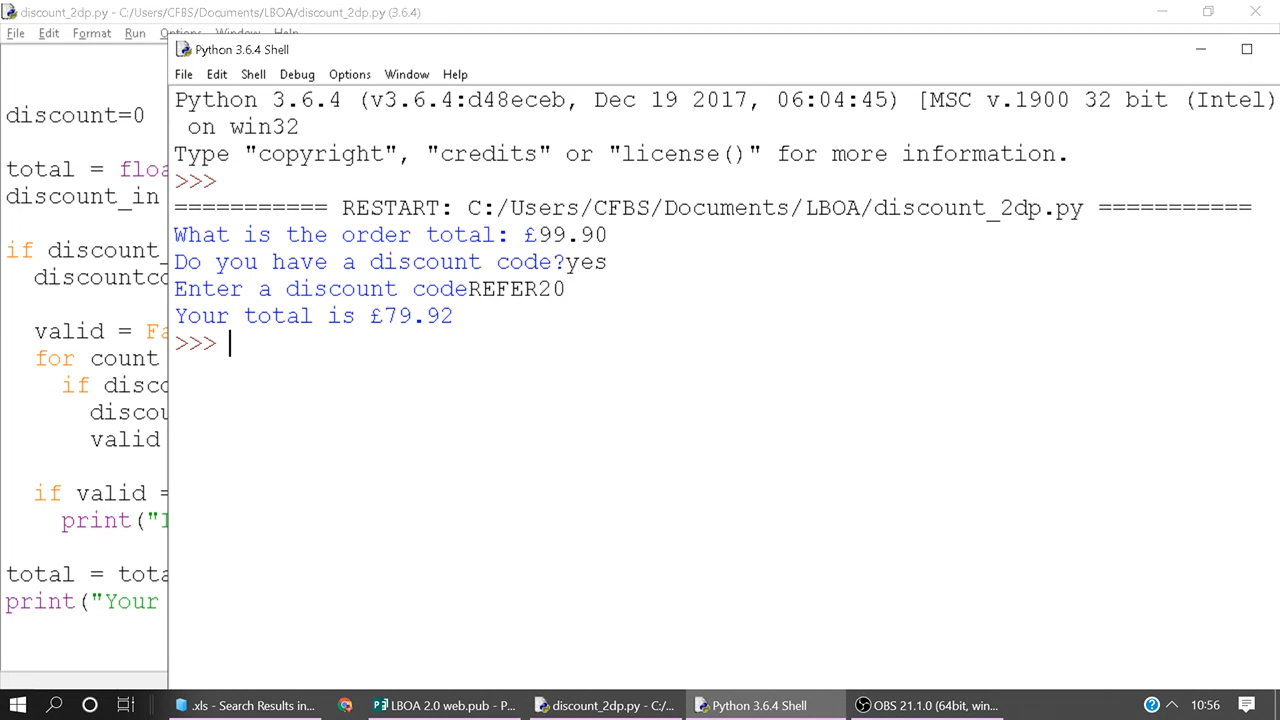 discount_2dp.py - C:/Users/CFBS/Documents/LBOA/discount_2dp.py (3.6.4)
File Edit Format Run Options Window Help
Python 3.6.4 Shell
File Edit Shell Debug Options Window Help
Python 3.6.4 (v3.6.4:d48eceb, Dec 19 2017, 06:04:45) [MSC v.1900 32 bit (Intel)
on win32
Type "copyright", "credits" or "license()" for more information.
>>>
=========== RESTART: C:/Users/CFBS/Documents/LBOA/discount_2dp.py ===========
What is the order total: £99.90
Do you have a discount code?yes
Enter a discount codeREFER20
Your total is £79.92
>>>
discount=0
total = floa
discount_in
if discount_
discountco
valid = Fa
for count
if disco
discou
valid
if valid =
print("I
total = tota
print("Your
.xls - Search Results in...
LBOA 2.0 web.pub - P...
discount_2dp.py - C:/...
Python 3.6.4 Shell
OBS 21.1.0 (64bit, win...
10:56